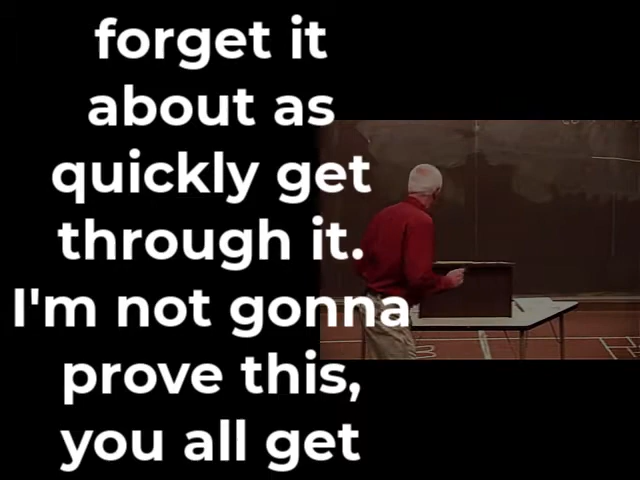 forget it
about as
quickly get
through it.
I'm not gonna
prove this,
you all get